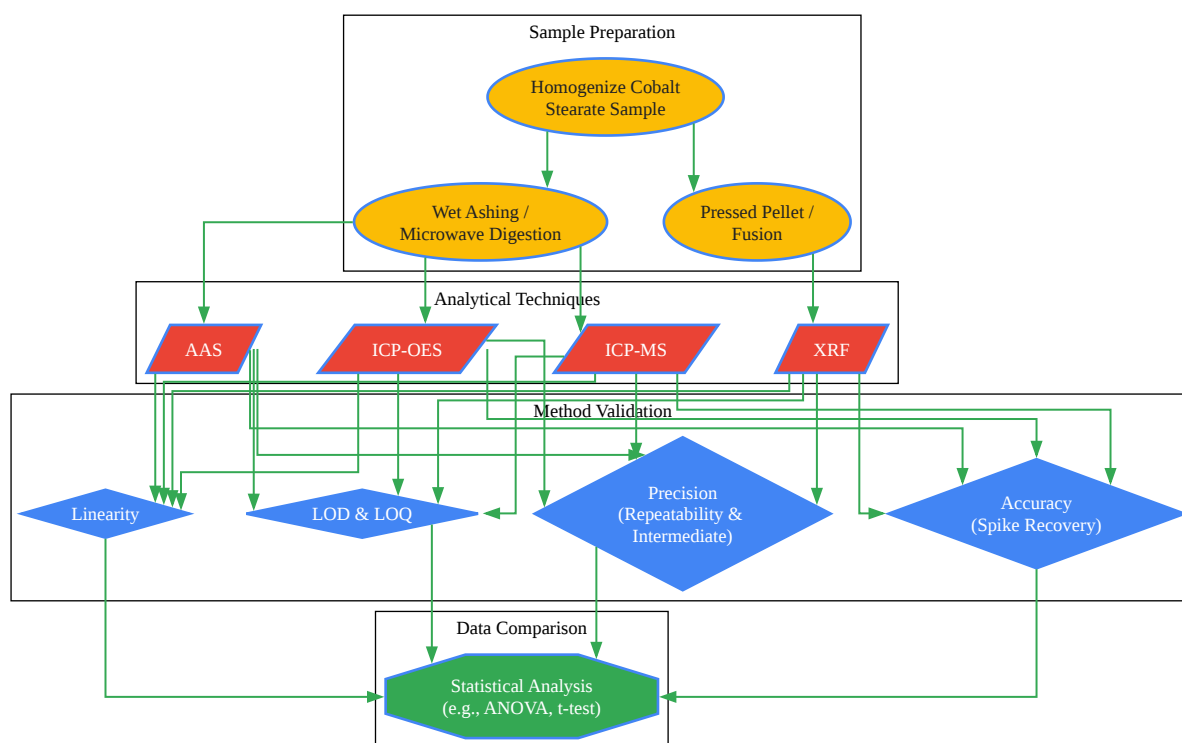 Sample Preparation
Homogenize Cobalt
Stearate Sample
Wet Ashing /
Microwave Digestion
Pressed Pellet /
Fusion
Analytical Techniques
AAS
ICP-OES
ICP-MS
XRF
Method Validation
Linearity
LOD & LOQ
Precision
(Repeatability &
Intermediate)
Accuracy
(Spike Recovery)
Data Comparison
Statistical Analysis
(e.g., ANOVA, t-test)